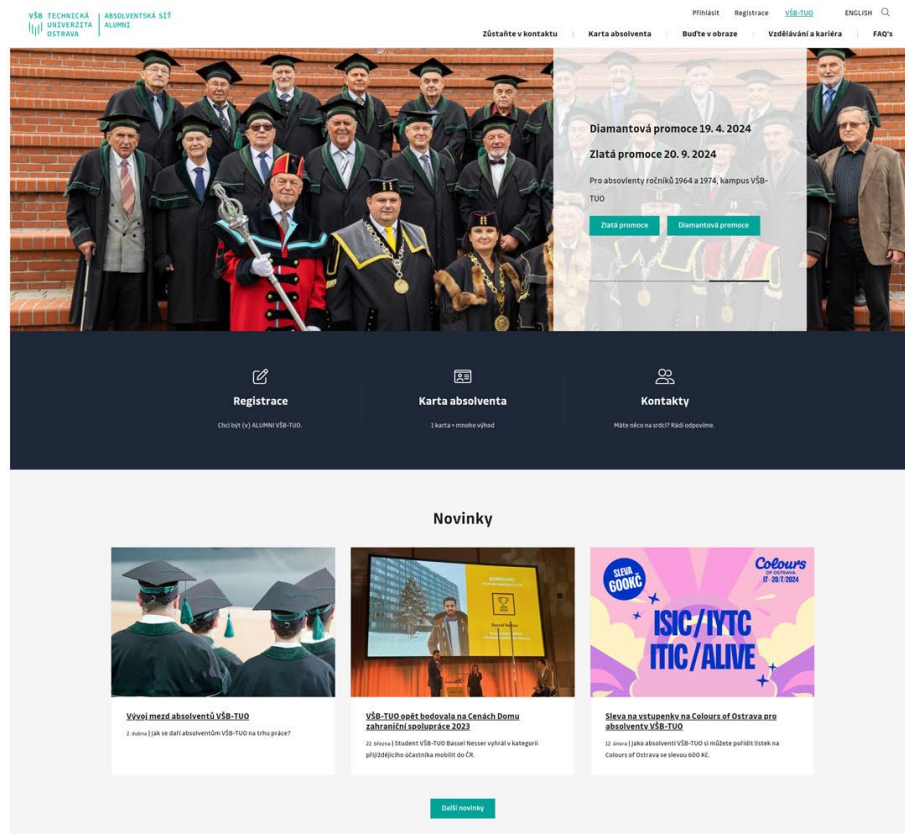 VŠB TECHNICKÁ
UNIVERZITA
OSTRAVA
ABSOLVENTSKÁ SÍŤ
ALUMNI
Přihlásit
Registrace
VŠB-TUO
ENGLISH
Zůstaňte v kontaktu
Karta absolventa
Buďte v obraze
Vzdělávání a kariéra
FAQ's
Diamantová promoce 19. 4. 2024
Zlatá promoce 20. 9. 2024
Pro absolventy ročníků 1964 a 1974, kampus VŠB-
TUO
Zlatá promoce
Diamantová promoce
Registrace
Chci být (v) ALUMNI VŠB-TUO.
Karta absolventa
1 karta = mnoho výhod
Kontakty
Máte něco na srdci? Rádi odpovíme.
Novinky
Vývoj mezd absolventů VŠB-TUO
2. dubna | Jak se daří absolventům VŠB-TUO na trhu práce?
Bassel Nesser
VŠB-TUO opět bodovala na Cenách Domu
zahraniční spolupráce 2023
22. března | Student VŠB-TUO Bassel Nesser vyhrál v kategorii
přijíždějícího účastníka mobilit do ČR.
SLEVA
600KČ
Colours
OF OSTRAVA
17-20/7/2024
ISIC/IYTC
ITIC/ALIVE
Sleva na vstupenky na Colours of Ostrava pro
absolventy VŠB-TUO
12. února | Jako absolventi VŠB-TUO si můžete pořídit lístek na
Colours of Ostrava se slevou 600 Kč.
Další novinky